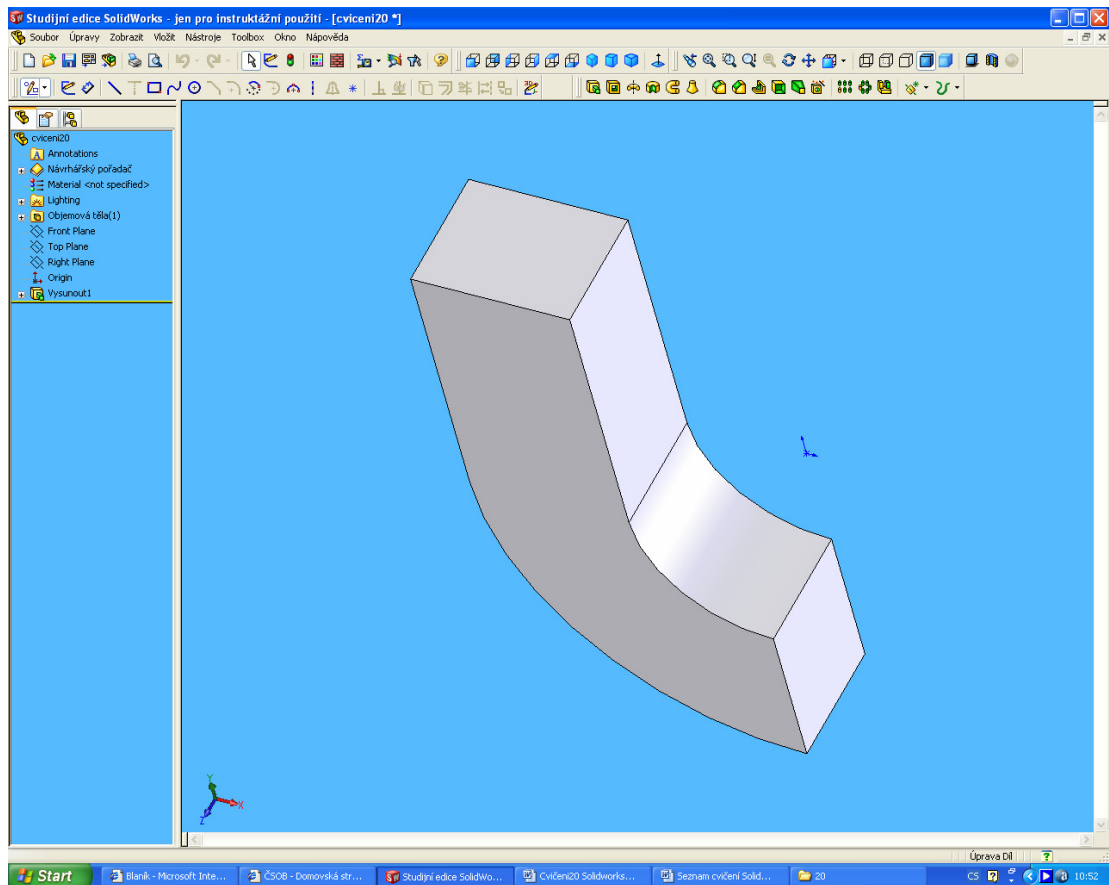 Studijní edice SolidWorks - jen pro instruktážní použití - [cviceni20 *]
Soubor Úpravy Zobrazit Vložit Nástroje Toolbox Okno Nápověda
cviceni20
Annotations
Návrhářský pořadač
Material <not specified>
Lighting
Objemová těla(1)
Front Plane
Top Plane
Right Plane
Origin
Vysunout1
Y
X
Z
Úprava Díl
Start
Blaník - Microsoft Inte...
ČSOB - Domovská str...
Studijní edice SolidWo...
Cvičení20 Solidworks...
Seznam cvičení Solid...
20
CS
10:52